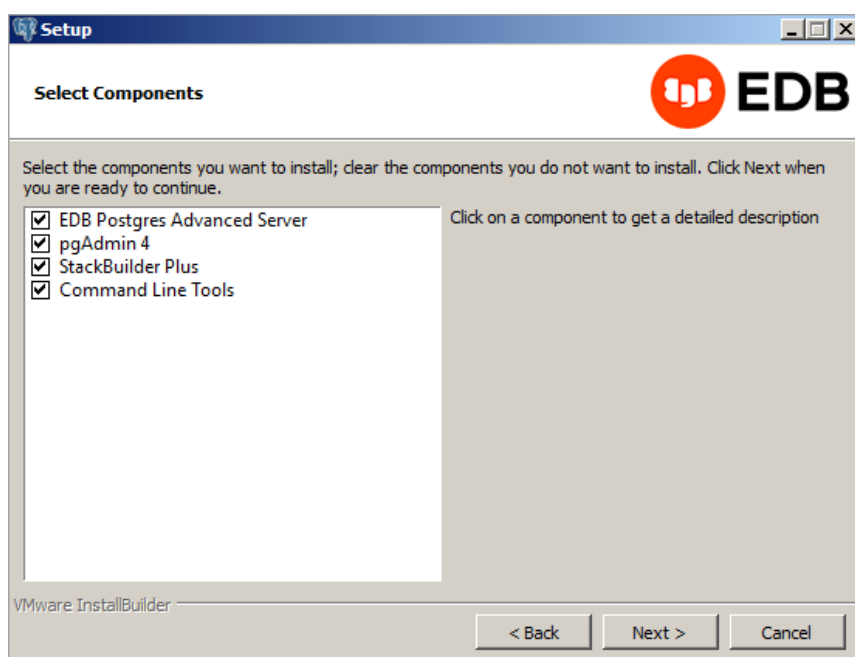 Setup
Select Components
EDB
Select the components you want to install; clear the components you do not want to install. Click Next when
you are ready to continue.
EDB Postgres Advanced Server
Click on a component to get a detailed description
pgAdmin 4
StackBuilder Plus
Command Line Tools
VMware InstallBuilder
< Back
Next >
Cancel